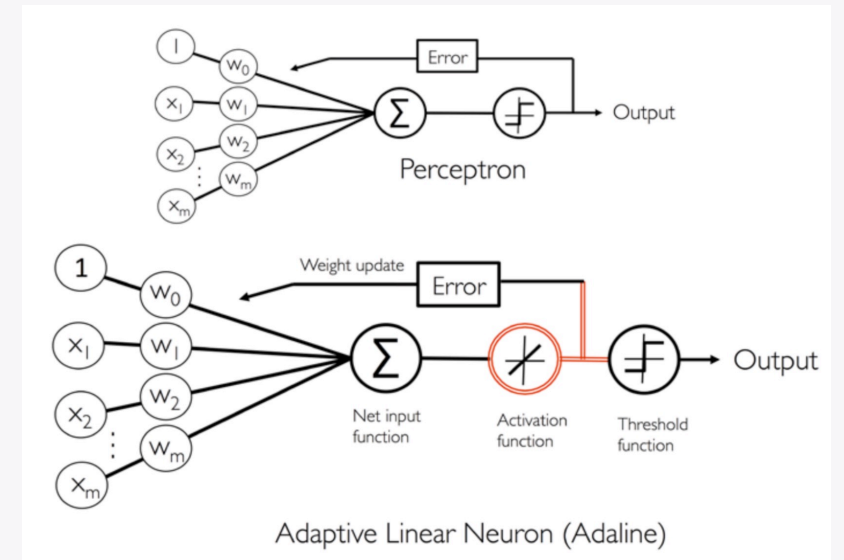 1
w₀
Error
x₁
w₁
Σ
Output
x₂
w₂
⋮
wₘ
xₘ
Perceptron
1
w₀
Weight update
Error
x₁
w₁
Σ
Output
x₂
w₂
⋮
wₘ
xₘ
Net input
function
Activation
function
Threshold
function
Adaptive Linear Neuron (Adaline)